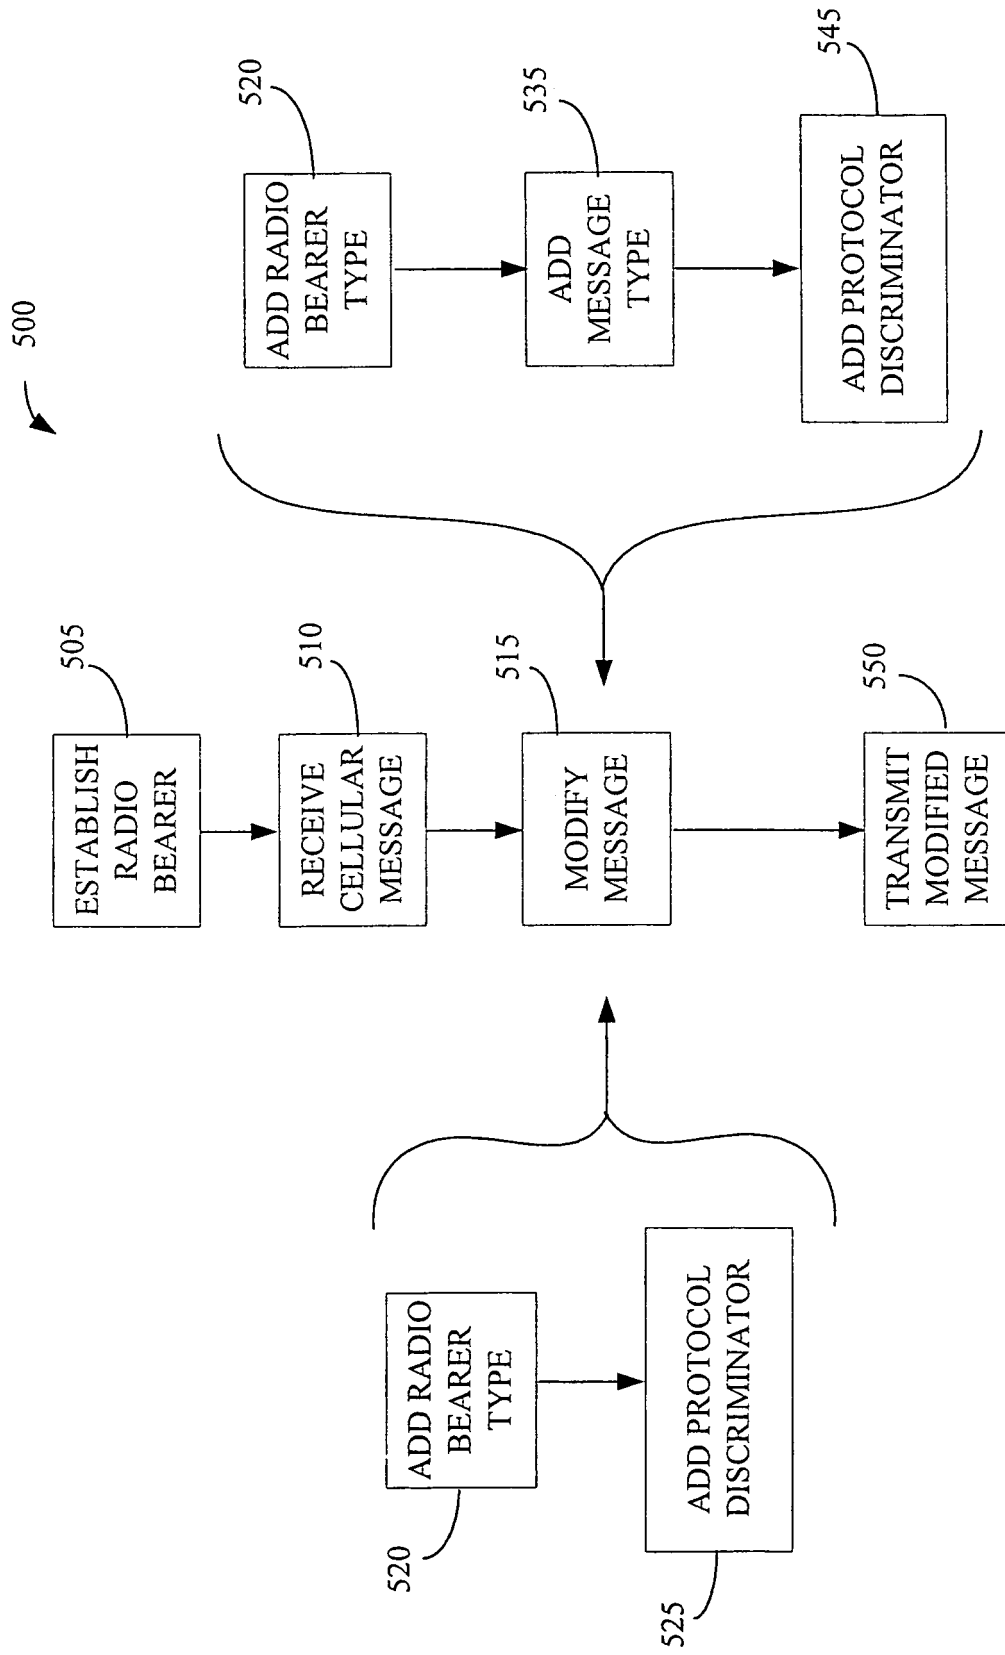 500
505
ESTABLISH
RADIO
BEARER
510
RECEIVE
CELLULAR
MESSAGE
515
MODIFY
MESSAGE
550
TRANSMIT
MODIFIED
MESSAGE
520
ADD RADIO
BEARER
TYPE
525
ADD PROTOCOL
DISCRIMINATOR
520
ADD RADIO
BEARER
TYPE
535
ADD
MESSAGE
TYPE
545
ADD PROTOCOL
DISCRIMINATOR